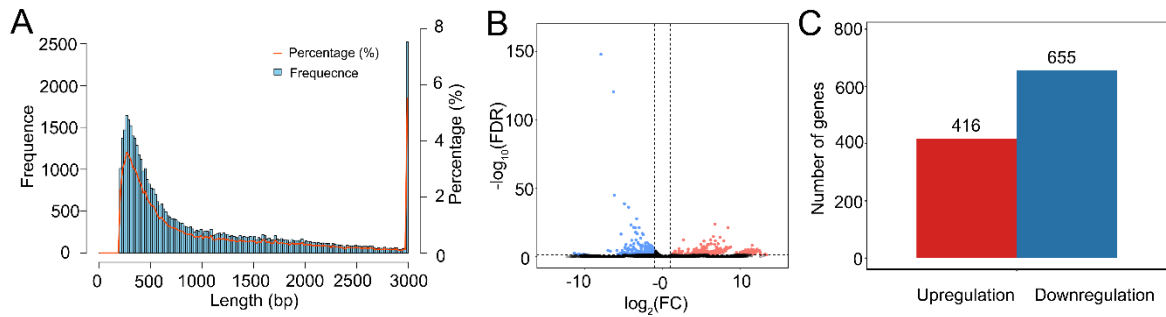 A
Frequence
2500
2000
1500
1000
500
0
0 500 1000 1500 2000 2500 3000
Length (bp)
Percentage (%)
Frequecnce
8
6
4
2
0
Percentage (%)
B
-log10(FDR)
150
100
50
0
-10 -0 10
log2(FC)
C
Number of genes
800
600
400
200
0
416
655
Upregulation Downregulation